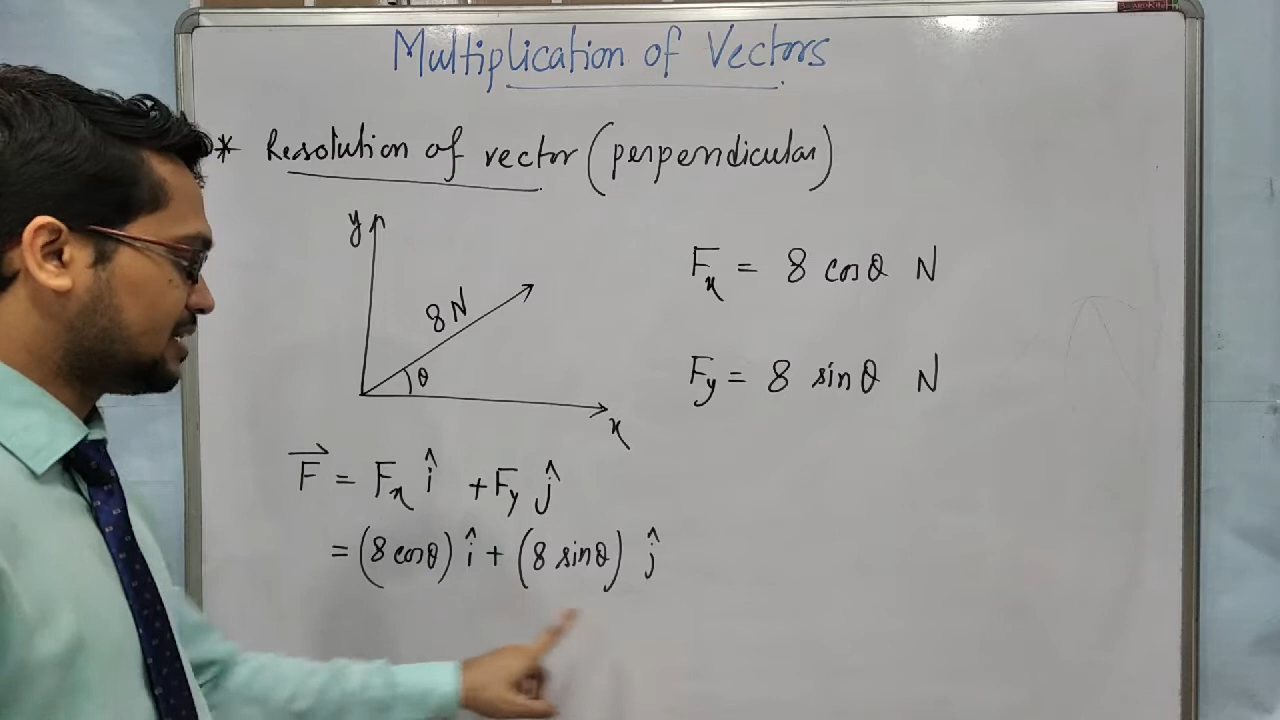 Multiplication of Vectors
* Resolution of vector (perpendicular)
y
8 N
θ
x
Fₓ = 8 cosθ N
Fy = 8 sinθ N
F⃗ = Fₓ î + Fy ĵ
= (8 cosθ) î + (8 sinθ) ĵ